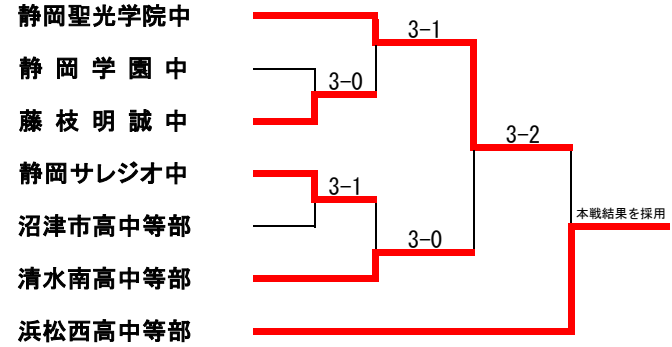 静岡聖光学院中
3-1
静岡学園中
3-0
藤枝明誠中
3-2
静岡サレジオ中
3-1
本戦結果を採用
沼津市高中等部
3-0
清水南高中等部
浜松西高中等部